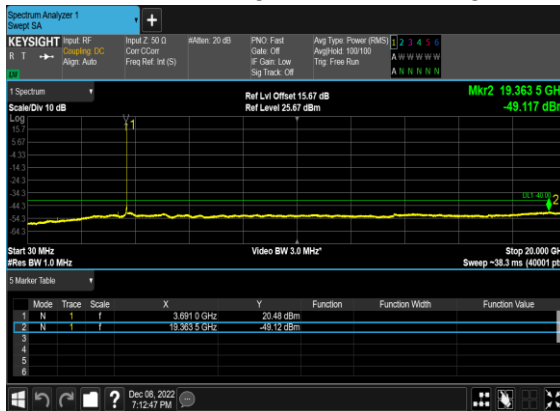 Spectrum Analyzer 1
Swept SA
KEYSIGHT Input: RF Input Z: 50 Ω #Atten: 20 dB PNO: Fast Avg Type: Power (RMS) 1 2 3 4 5 6
R T Coupling: DC Corr CCorr Gate: Off Avg|Hold: 100/100 A W W W W W
Align: Auto Freq Ref: Int (S) IF Gain: Low Trig: Free Run
Sig Track: Off A N N N N N
1 Spectrum Ref Lvl Offset 15.67 dB Mkr2 19.363 5 GH
Scale/Div 10 dB Ref Level 25.67 dBm -49.117 dBr
Log
15.7
5.67
-4.33
-14.3
-24.3
-34.3
-44.3
-54.3
-64.3
1
DL1 -40.00
2
Start 30 MHz Video BW 3.0 MHz* Stop 20.000 GH
#Res BW 1.0 MHz Sweep ~38.3 ms (40001 pt
5 Marker Table
Mode Trace Scale X Y Function Function Width Function Value
1 N 1 f 3.691 0 GHz 20.48 dBm
2 N 1 f 19.363 5 GHz -49.12 dBm
3
4
5
6
? Dec 08, 2022
7:12:47 PM